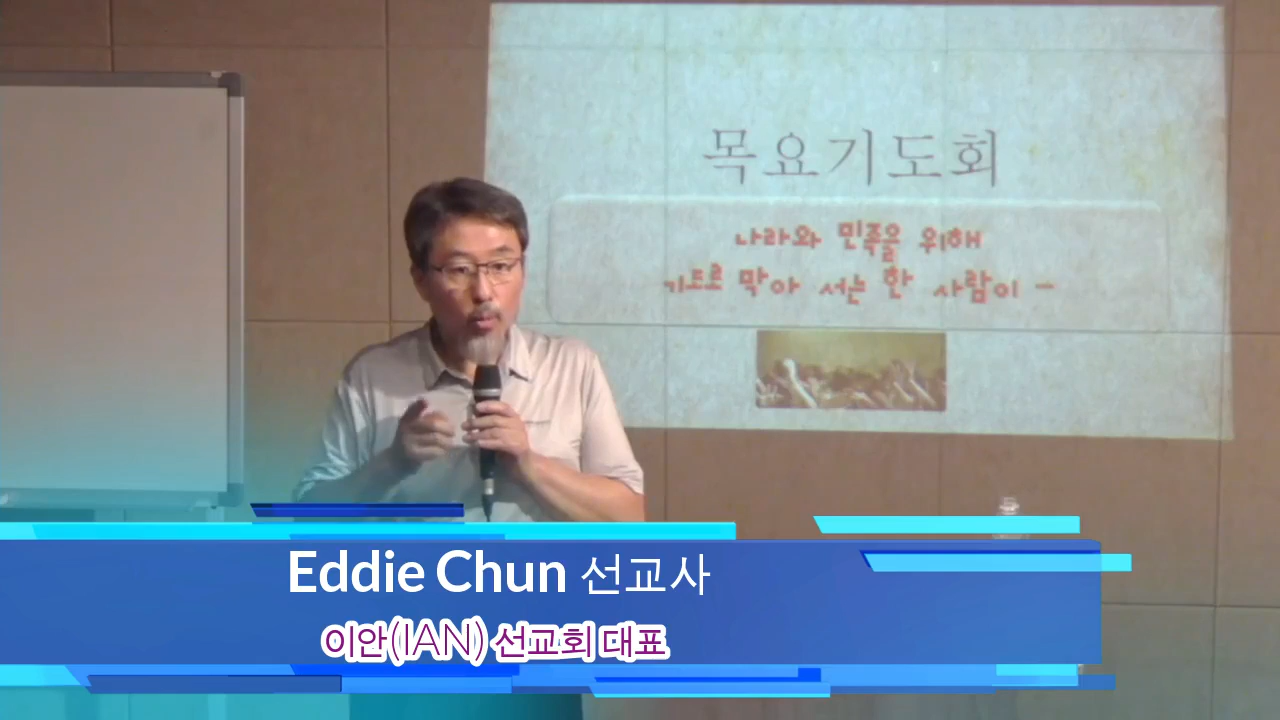 목요기도회
나라와 민족을 위해
기도로 막아 서는 한 사람이 -
Eddie Chun 선교사
이안(IAN) 선교회 대표